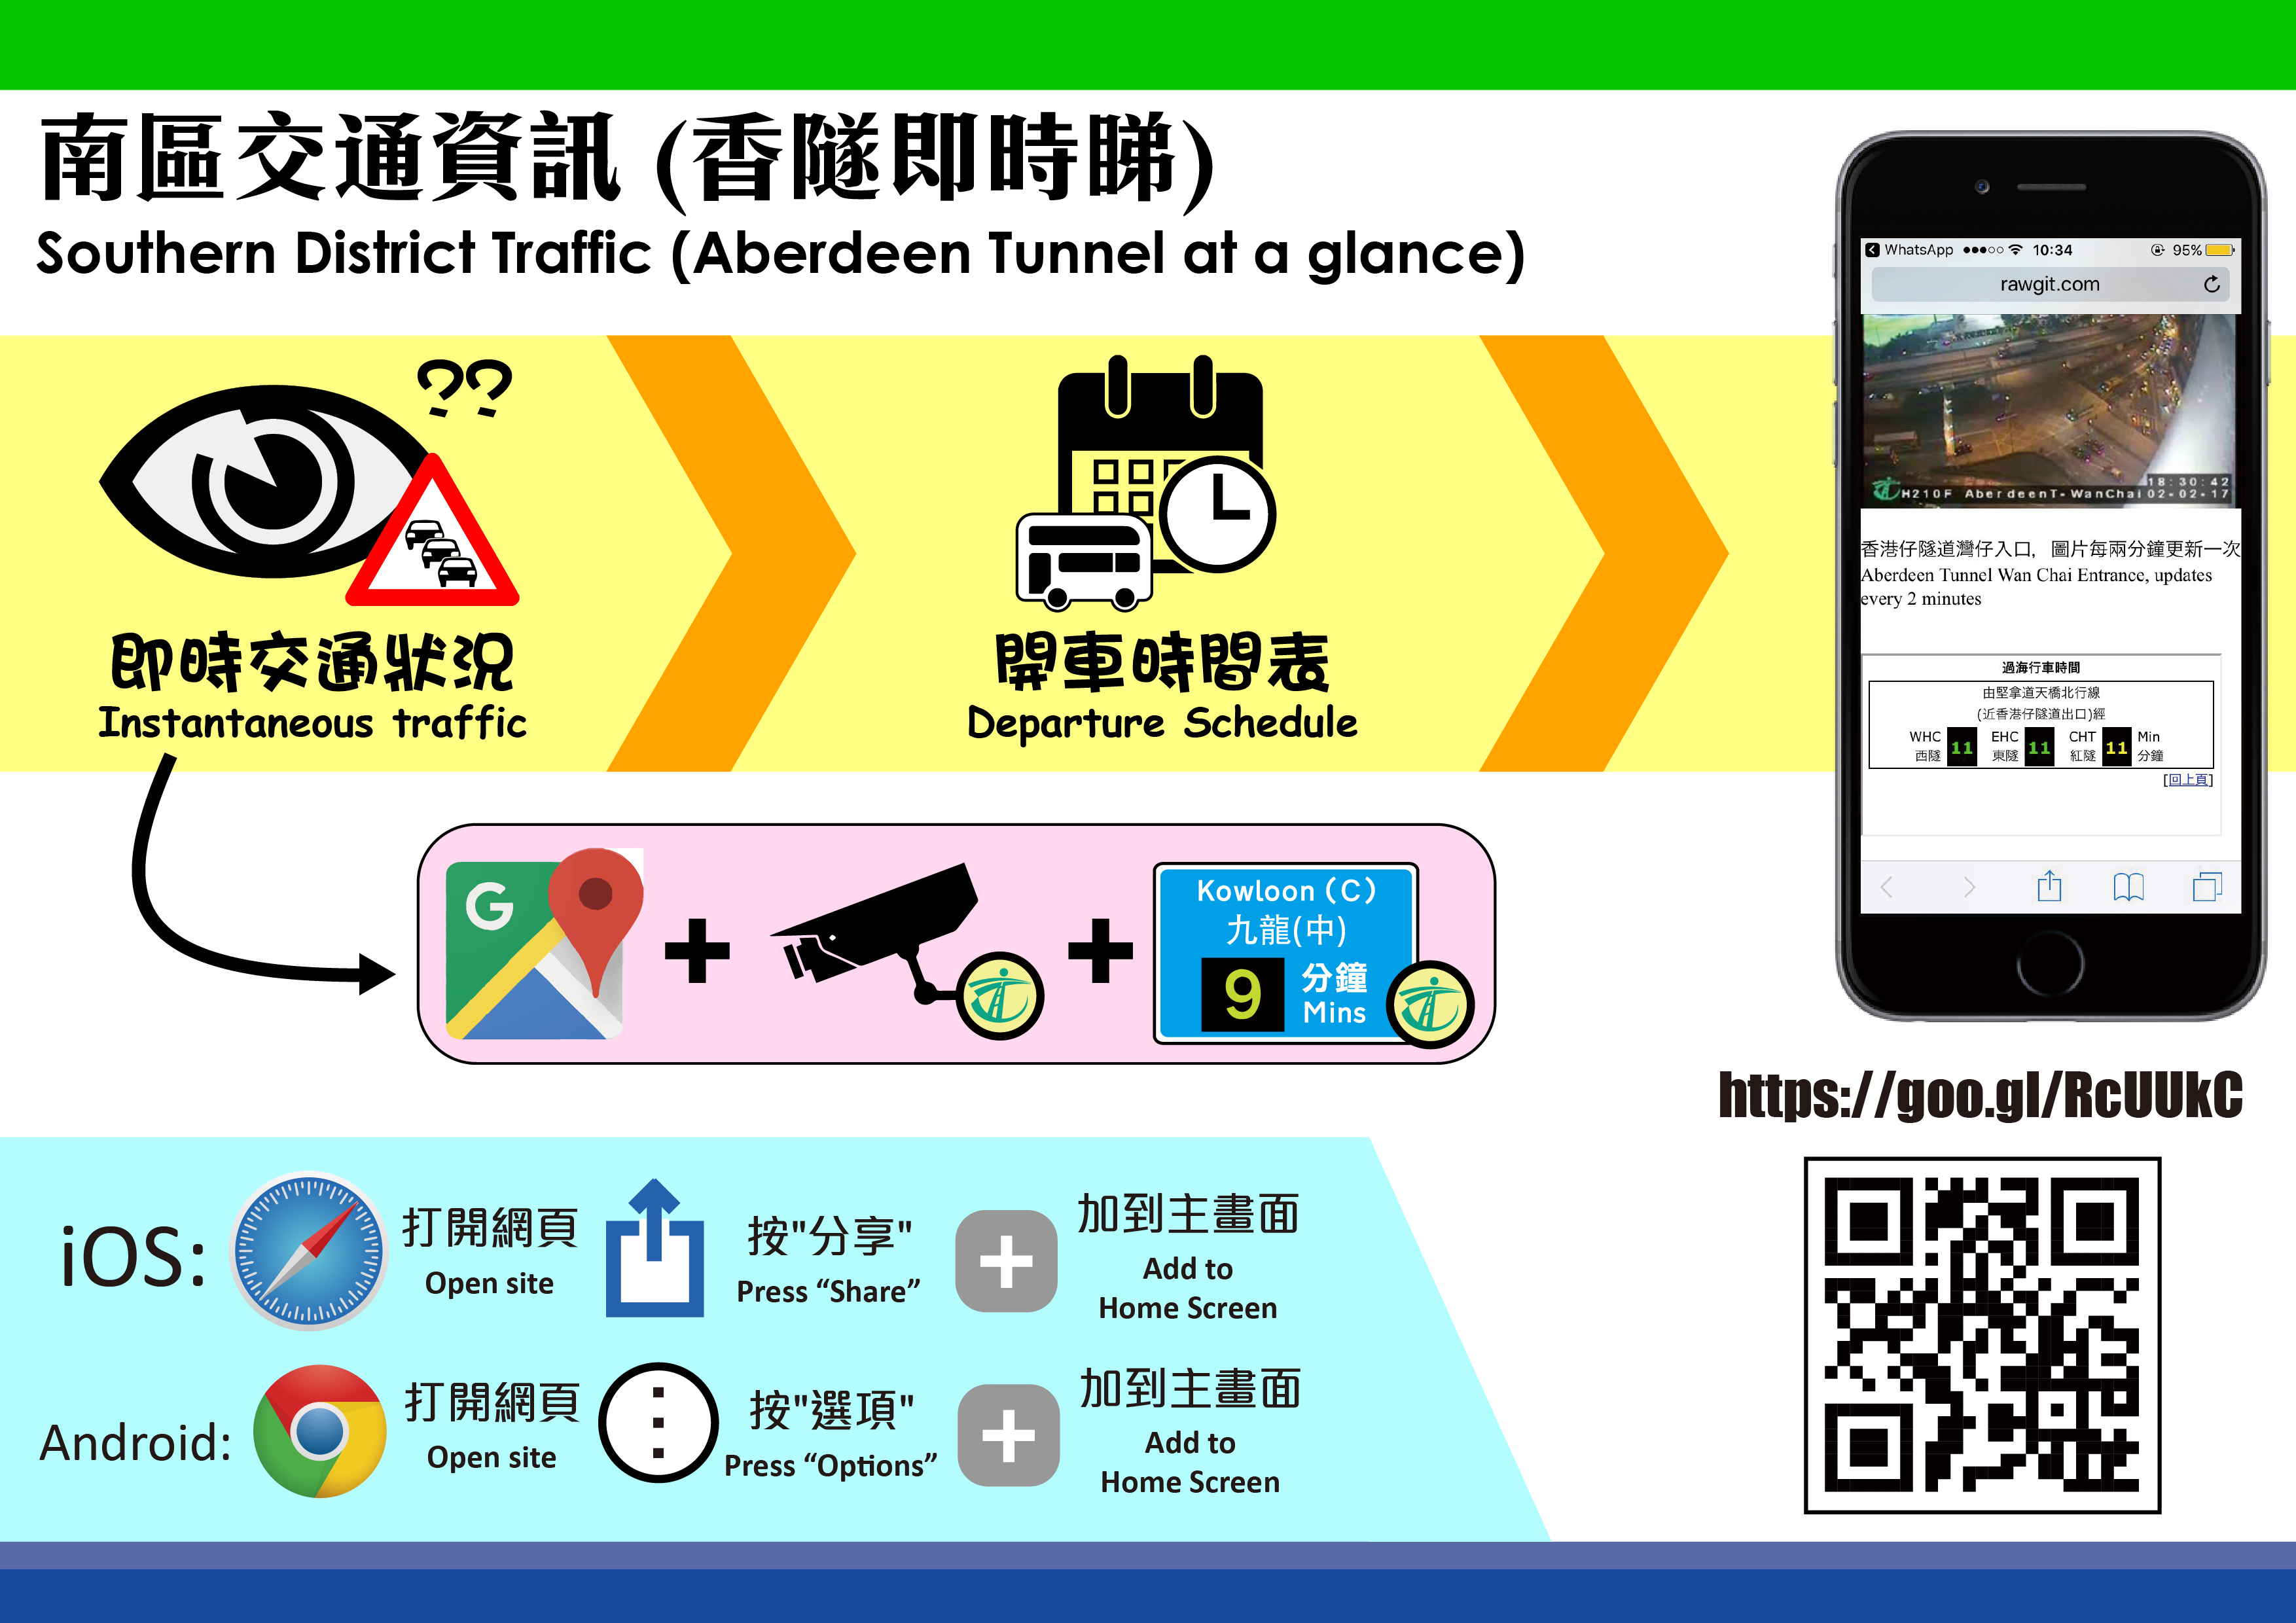 南區交通資訊 (香隧即時睇)
Southern District Traffic (Aberdeen Tunnel at a glance)
??
即時交通狀況
Instantaneous traffic
開車時間表
Departure Schedule
G
Kowloon (C)
九龍(中)
9 分鐘
Mins
WhatsApp 10:34 95%
rawgit.com
18:30:42
H210F AberdeenT-WanChai 02-02-17
香港仔隧道灣仔入口，圖片每兩分鐘更新一次
Aberdeen Tunnel Wan Chai Entrance, updates
every 2 minutes
過海行車時間
由堅拿道天橋北行線
(近香港仔隧道出口)經
WHC 11 EHC 11 CHT 11 Min
西隧 東隧 紅隧 分鐘
[回上頁]
https://goo.gl/RcUUkC
iOS:
打開網頁
Open site
按"分享"
Press “Share”
加到主畫面
Add to
Home Screen
Android:
打開網頁
Open site
按"選項"
Press “Options”
加到主畫面
Add to
Home Screen